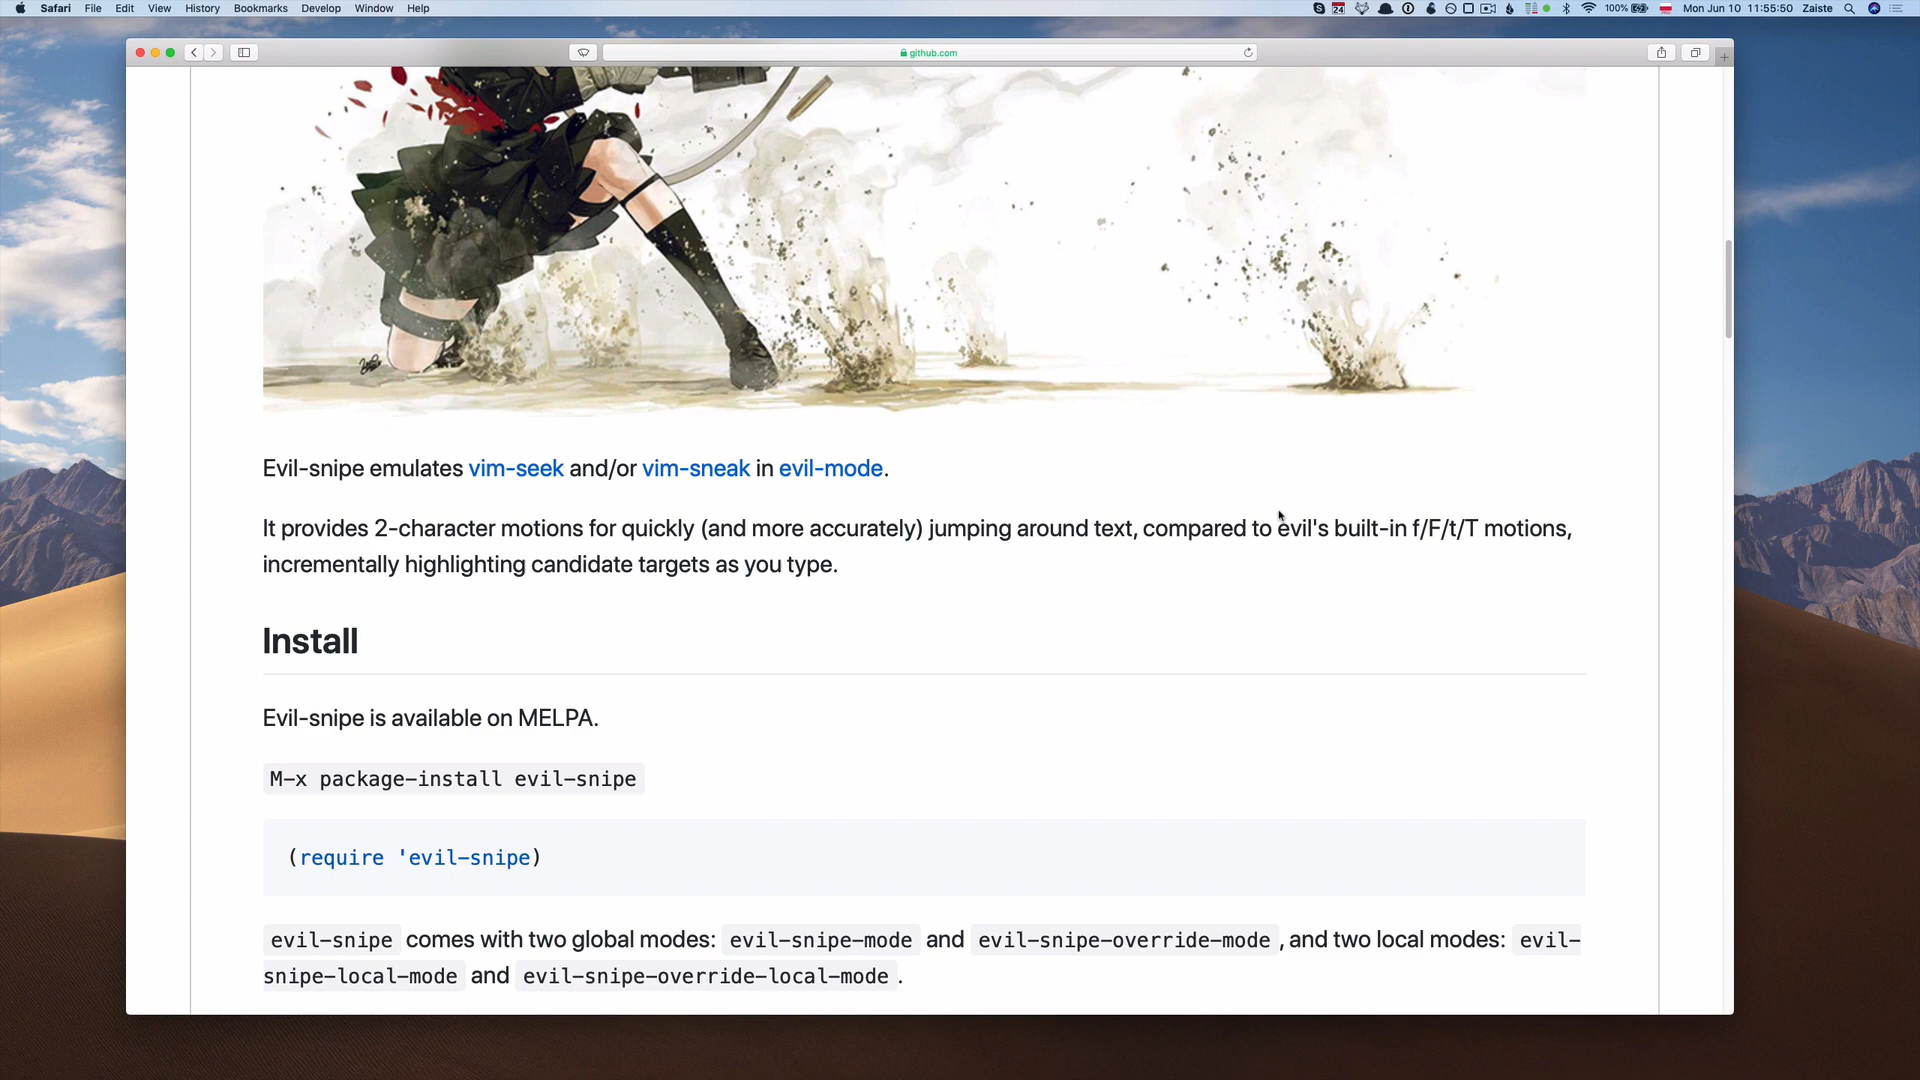 Safari File Edit View History Bookmarks Develop Window Help 24 100% Mon Jun 10 11:55:50 Zaiste
github.com
Evil-snipe emulates vim-seek and/or vim-sneak in evil-mode.
It provides 2-character motions for quickly (and more accurately) jumping around text, compared to evil's built-in f/F/t/T motions,
incrementally highlighting candidate targets as you type.
Install
Evil-snipe is available on MELPA.
M-x package-install evil-snipe
(require 'evil-snipe)
evil-snipe comes with two global modes: evil-snipe-mode and evil-snipe-override-mode , and two local modes: evil-
snipe-local-mode and evil-snipe-override-local-mode .